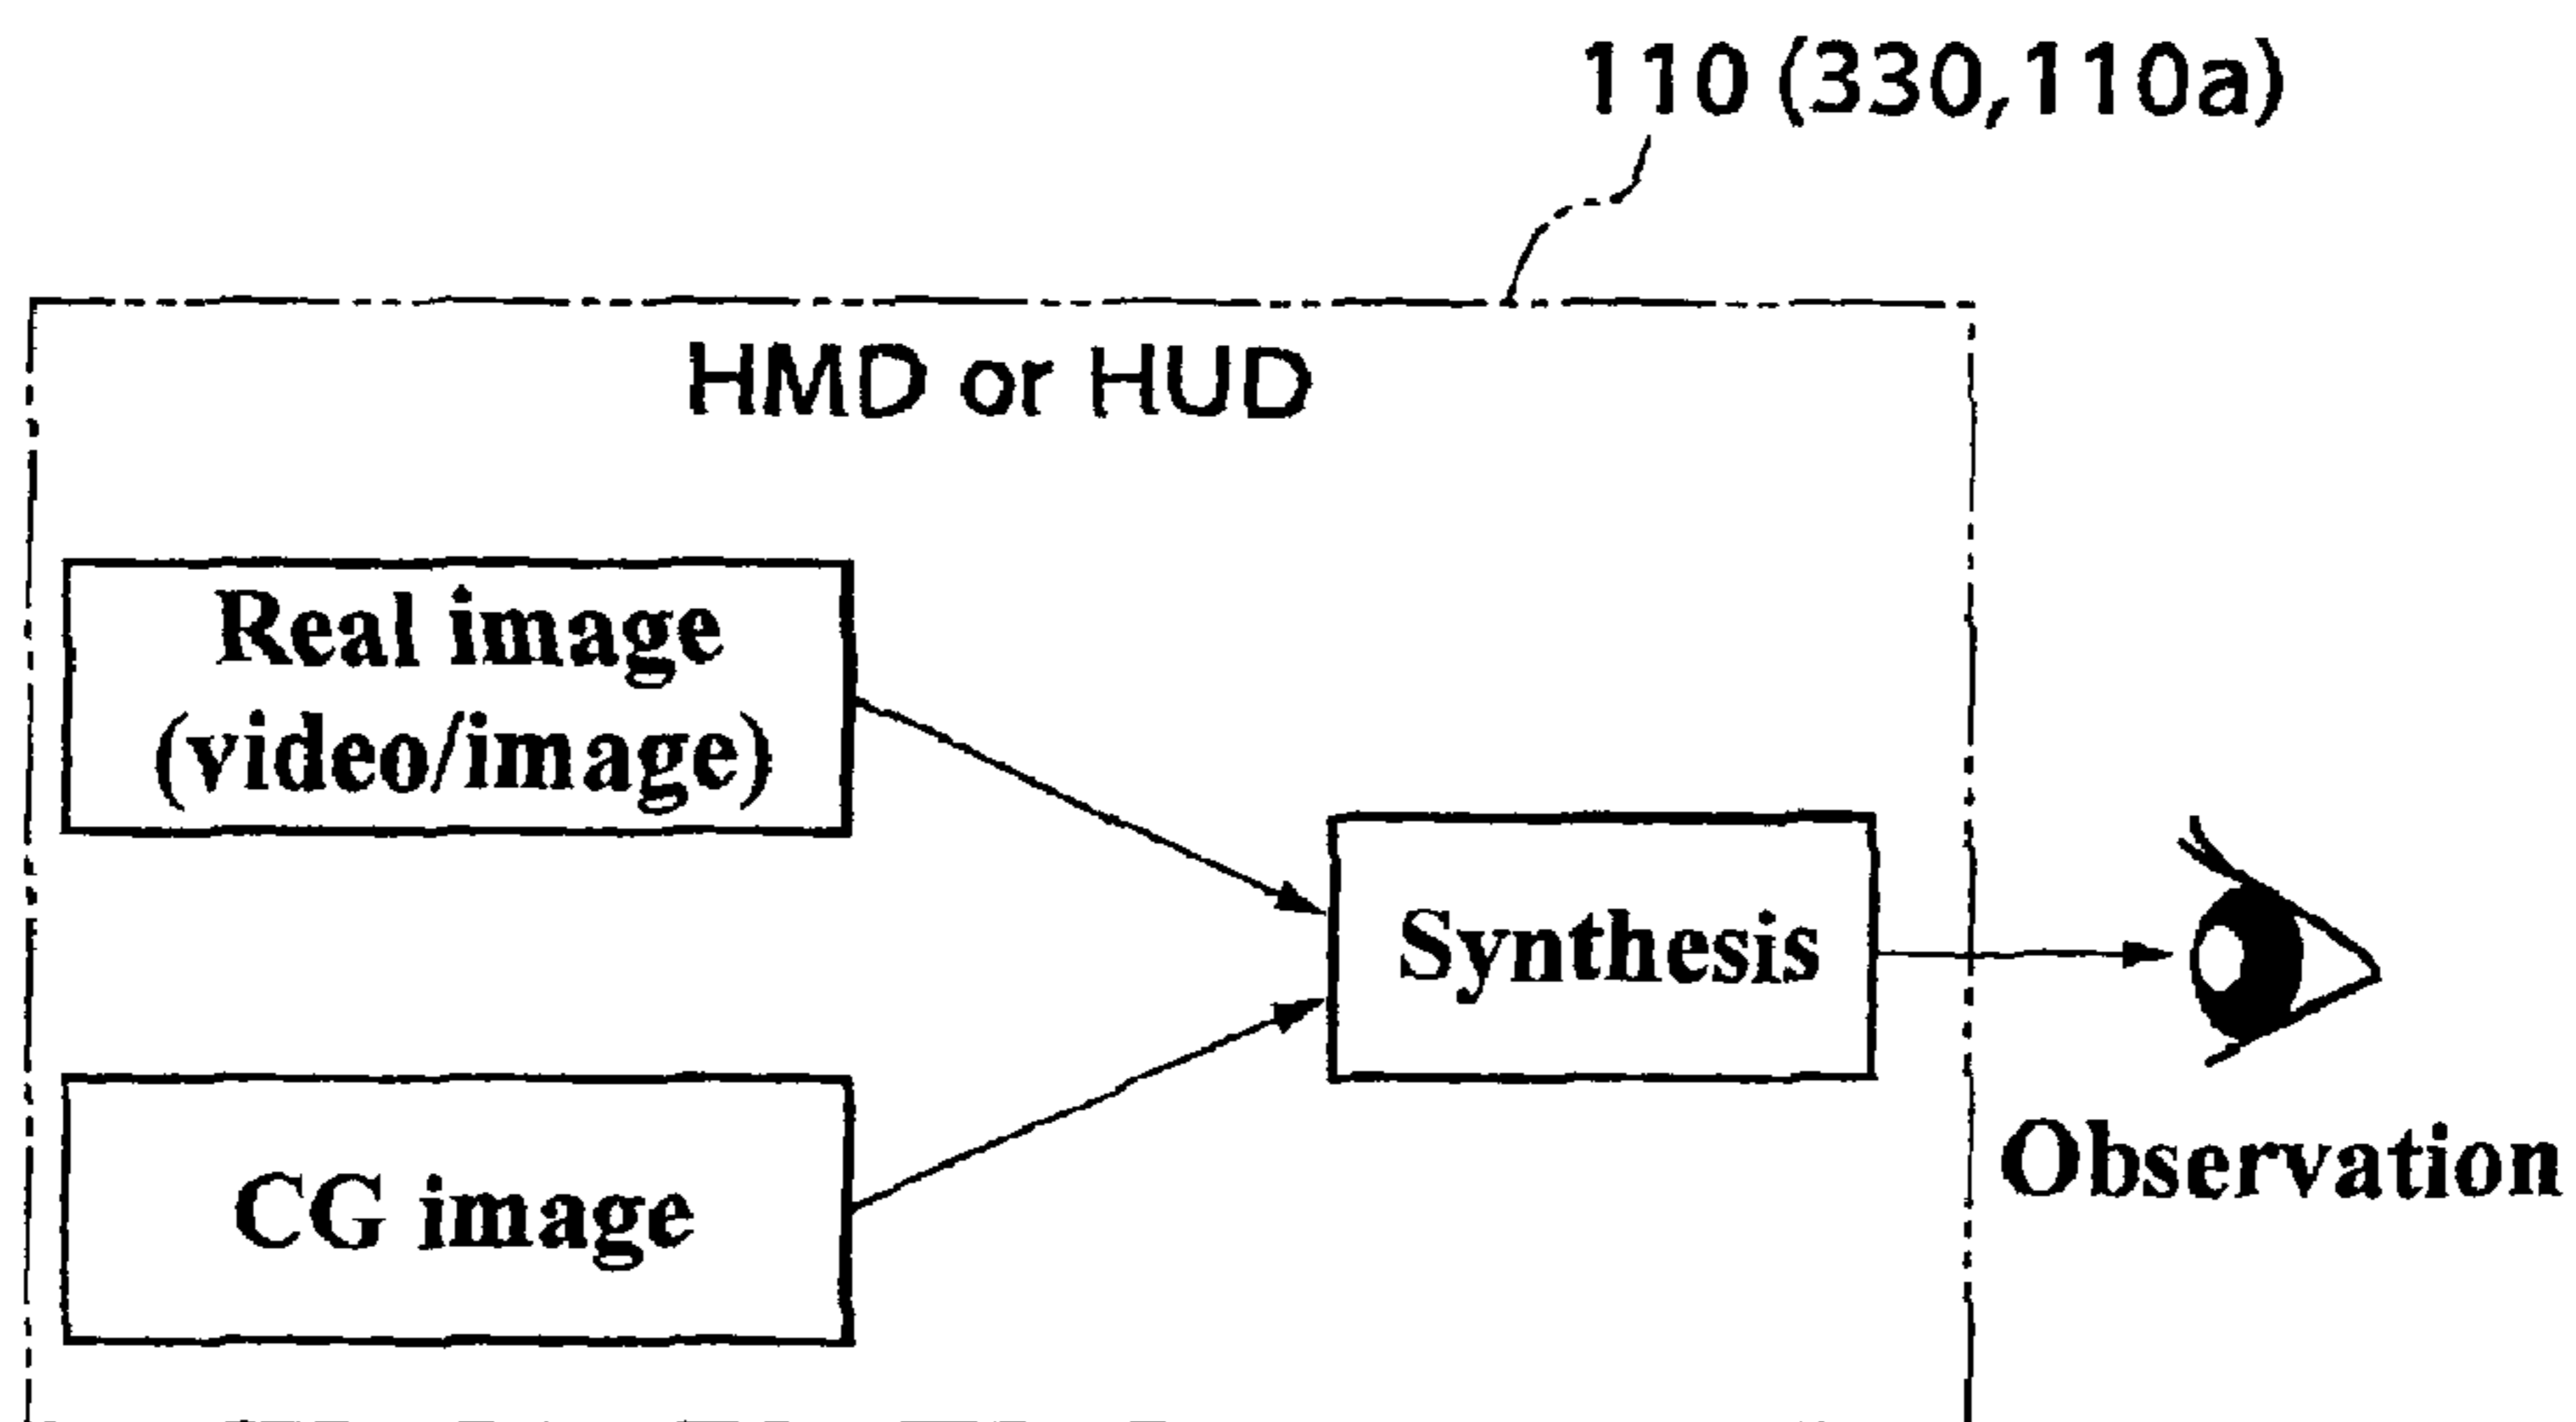 110 (330,110a)
HMD or HUD
Real image
(video/image)
Synthesis
CG image
Observation